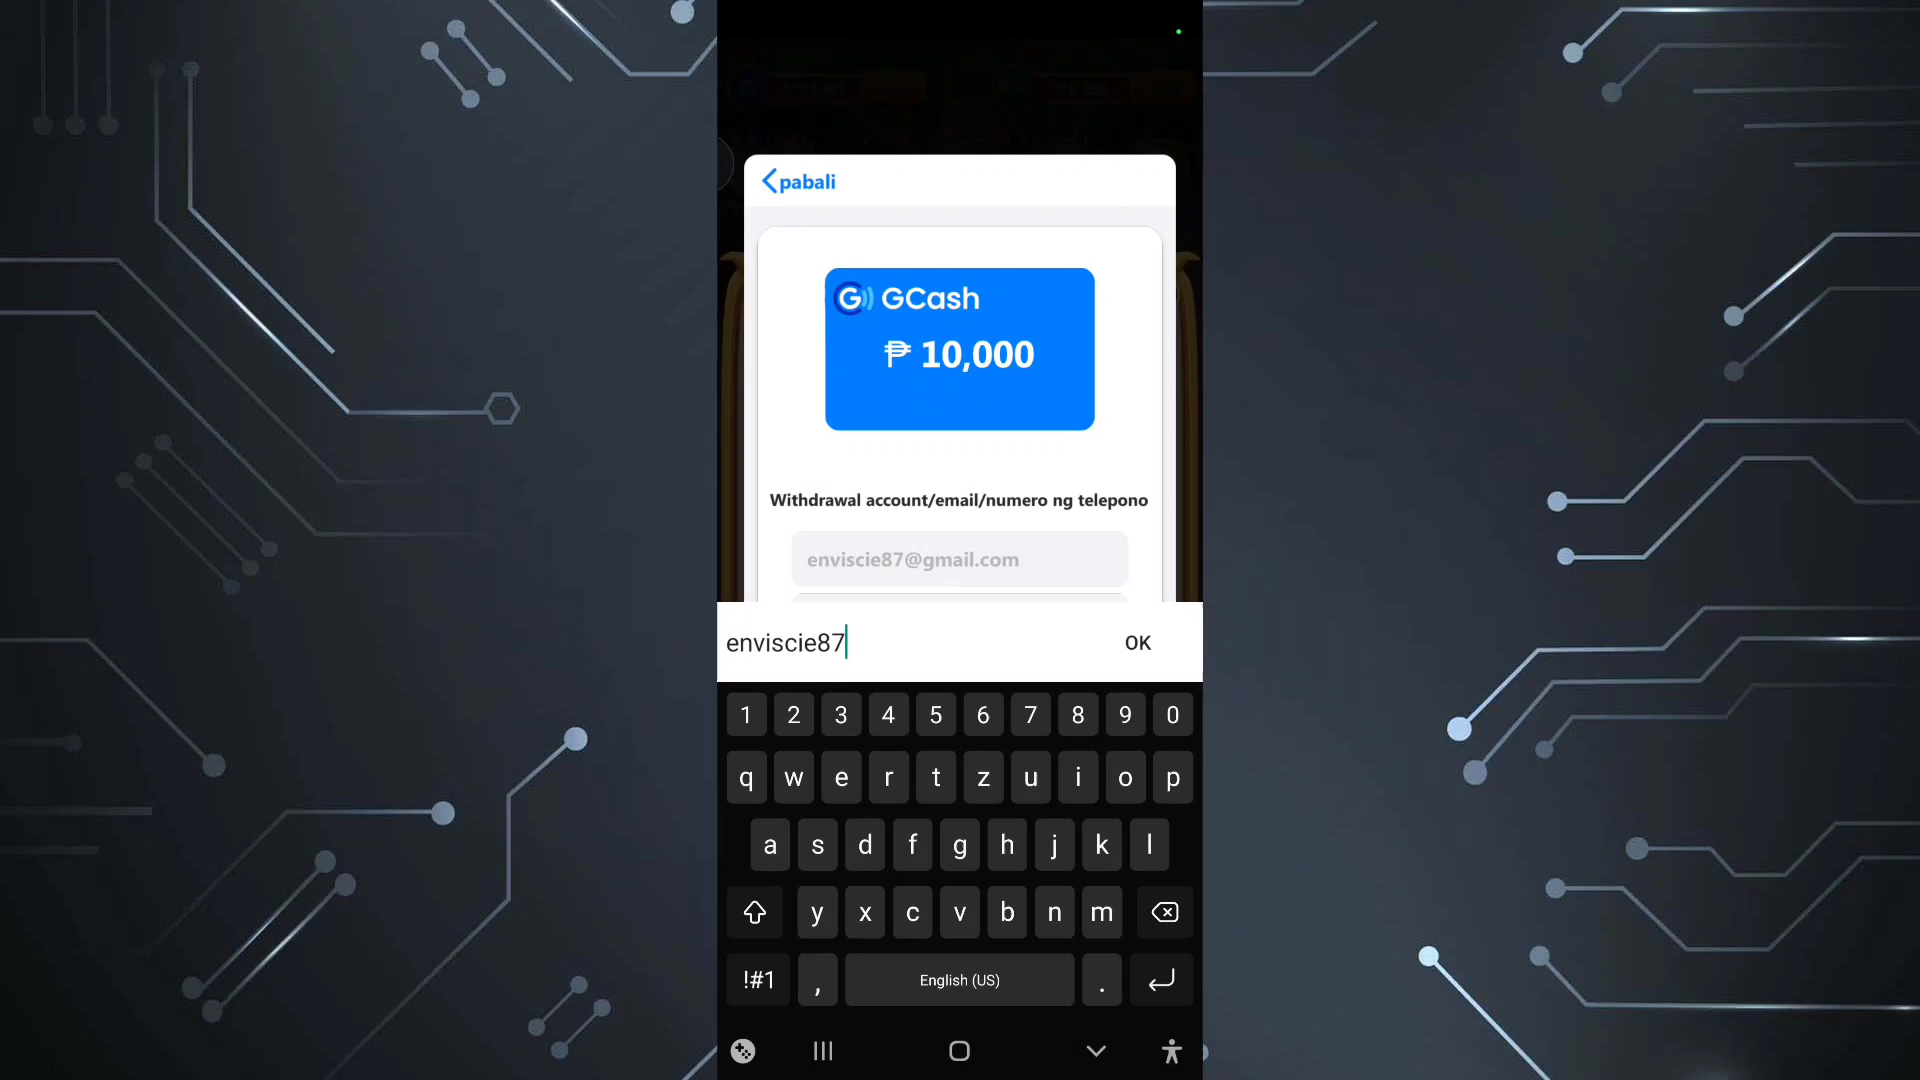 pabali
G GCash
₱ 10,000
Withdrawal account/email/numero ng telepono
enviscie87@gmail.com
enviscie87 OK
1 2 3 4 5 6 7 8 9 0
q w e r t z u i o p
a s d f g h j k l
y x c v b n m
!#1 , English (US) .